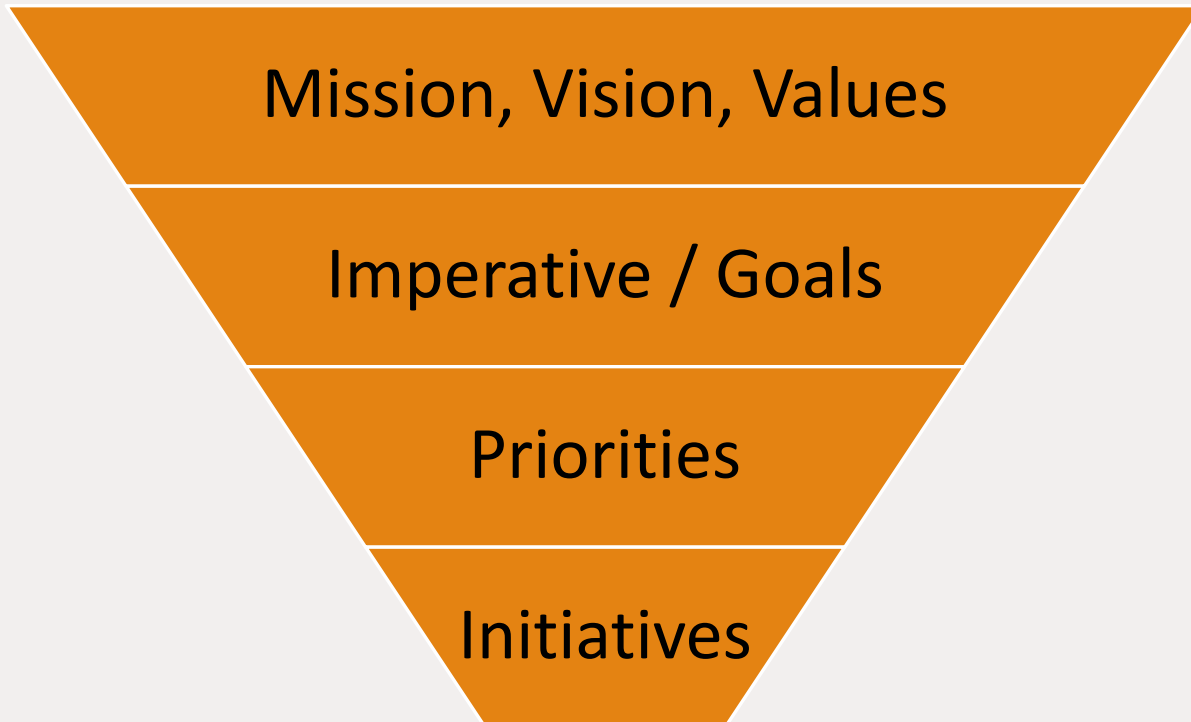 Mission, Vision, Values
Imperative / Goals
Priorities
Initiatives